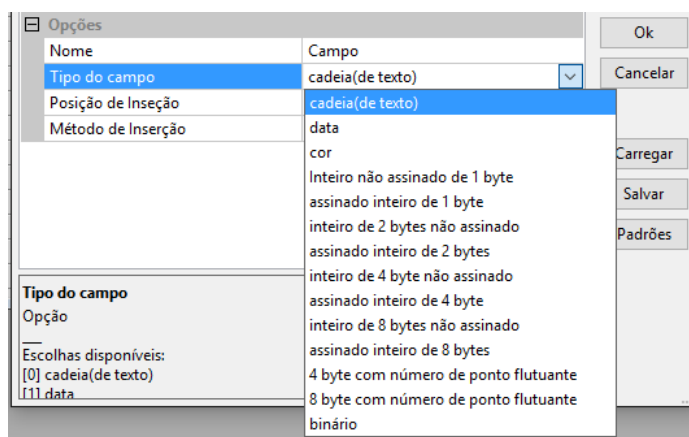 Opções
Nome Campo
Tipo do campo cadeia(de texto)
Posição de Inseção
Método de Inserção
cadeia(de texto)
data
cor
Inteiro não assinado de 1 byte
assinado inteiro de 1 byte
inteiro de 2 bytes não assinado
assinado inteiro de 2 bytes
inteiro de 4 byte não assinado
assinado inteiro de 4 byte
inteiro de 8 bytes não assinado
assinado inteiro de 8 bytes
4 byte com número de ponto flutuante
8 byte com número de ponto flutuante
binário
Ok
Cancelar
Carregar
Salvar
Padrões
Tipo do campo
Opção
Escolhas disponíveis:
[0] cadeia(de texto)
[1] data